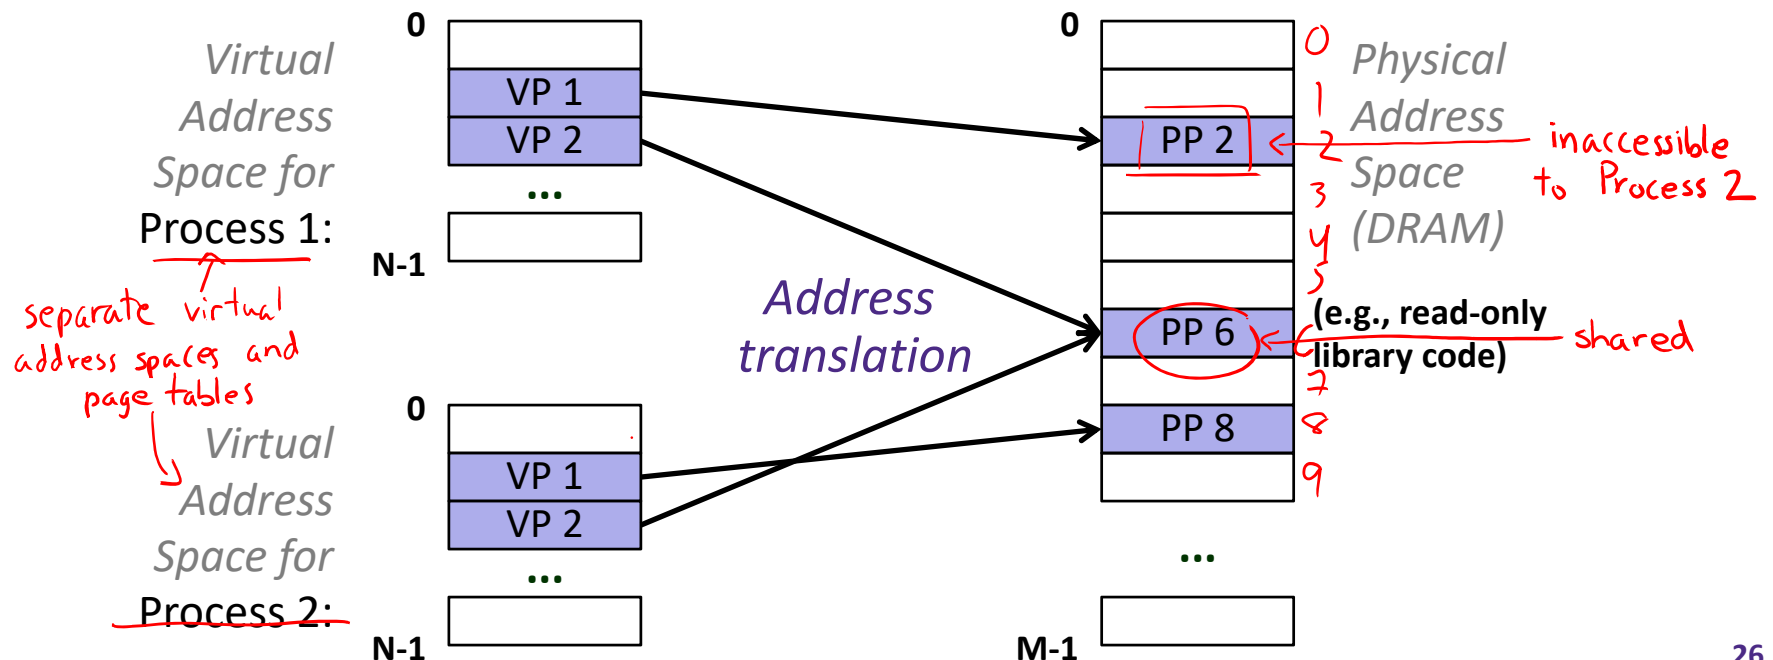 0
Virtual
Address
Space for
Process 1:
VP 1
VP 2
...
N-1
separate virtual
address spaces and
page tables
0
Virtual
Address
Space for
Process 2:
VP 1
VP 2
...
N-1
Address
translation
0
PP 2
PP 6
PP 8
...
M-1
0
1
2
3
4
5
6
7
8
9
Physical
Address
Space
(DRAM)
inaccessible
to Process 2
(e.g., read-only
library code)
shared
26